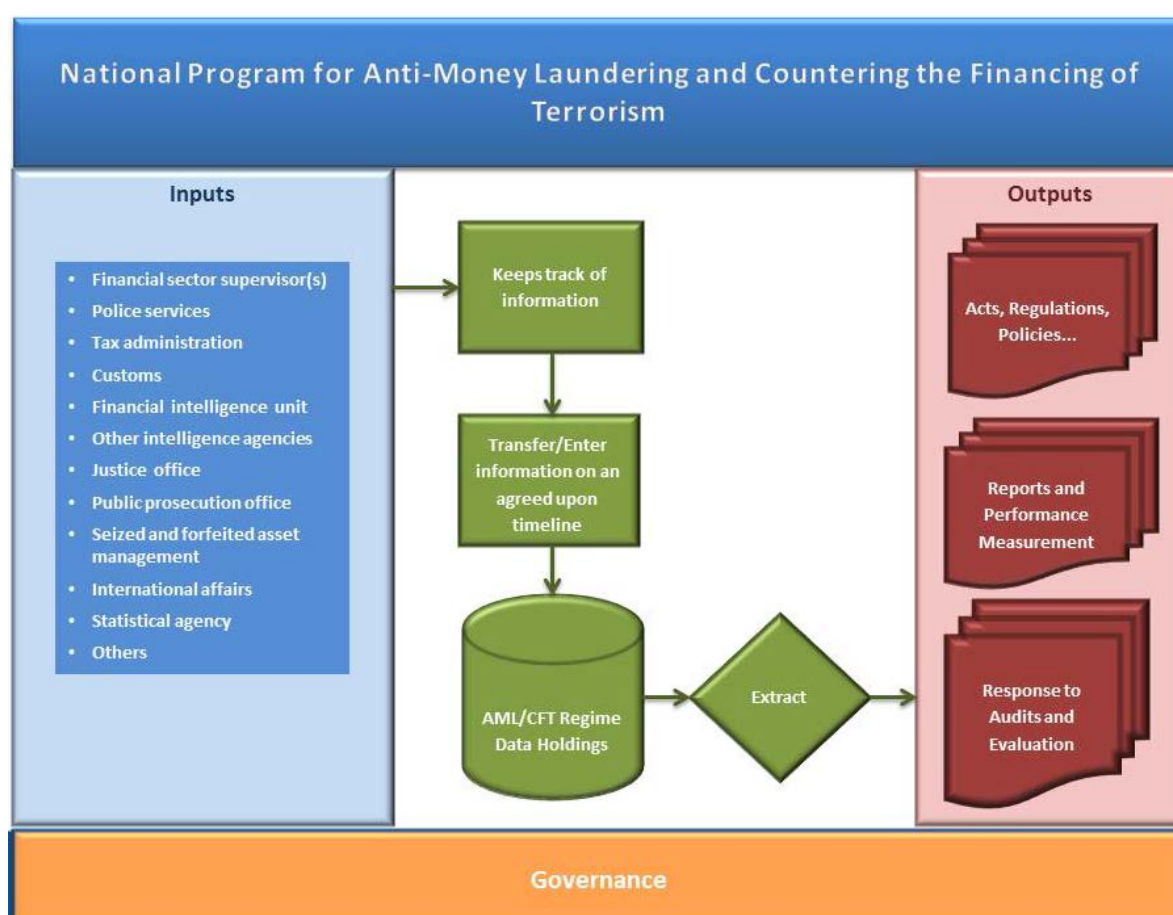 National Program for Anti-Money Laundering and Countering the Financing of
Terrorism
Inputs
• Financial sector supervisor(s)
• Police services
• Tax administration
• Customs
• Financial intelligence unit
• Other intelligence agencies
• Justice office
• Public prosecution office
• Seized and forfeited asset
management
• International affairs
• Statistical agency
• Others
Keeps track of
information
Transfer/Enter
information on an
agreed upon
timeline
AML/CFT Regime
Data Holdings
Extract
Outputs
Acts, Regulations,
Policies...
Reports and
Performance
Measurement
Response to
Audits and
Evaluation
Governance